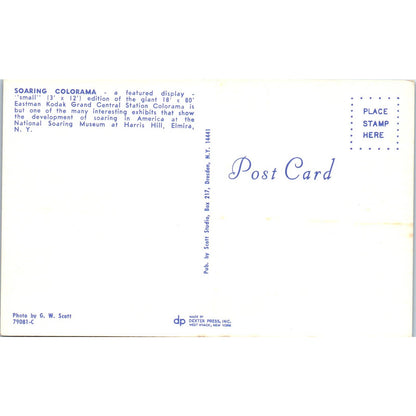 SOARING COLORAMA - a featured display -
"small" (3' x 12') edition of the giant 18' x 80'
Eastman Kodak Grand Central Station Colorama is
but one of the many interesting exhibits that show
the development of soaring in America at the
National Soaring Museum at Harris Hill, Elmira,
N. Y.
PLACE
STAMP
HERE
Post Card
Pub. by Scott Studio, Box 217, Dresden, N.Y. 14441
Photo by G. W. Scott
79081-C
dp
MADE BY
DEXTER PRESS, INC.
WEST NYACK, NEW YORK